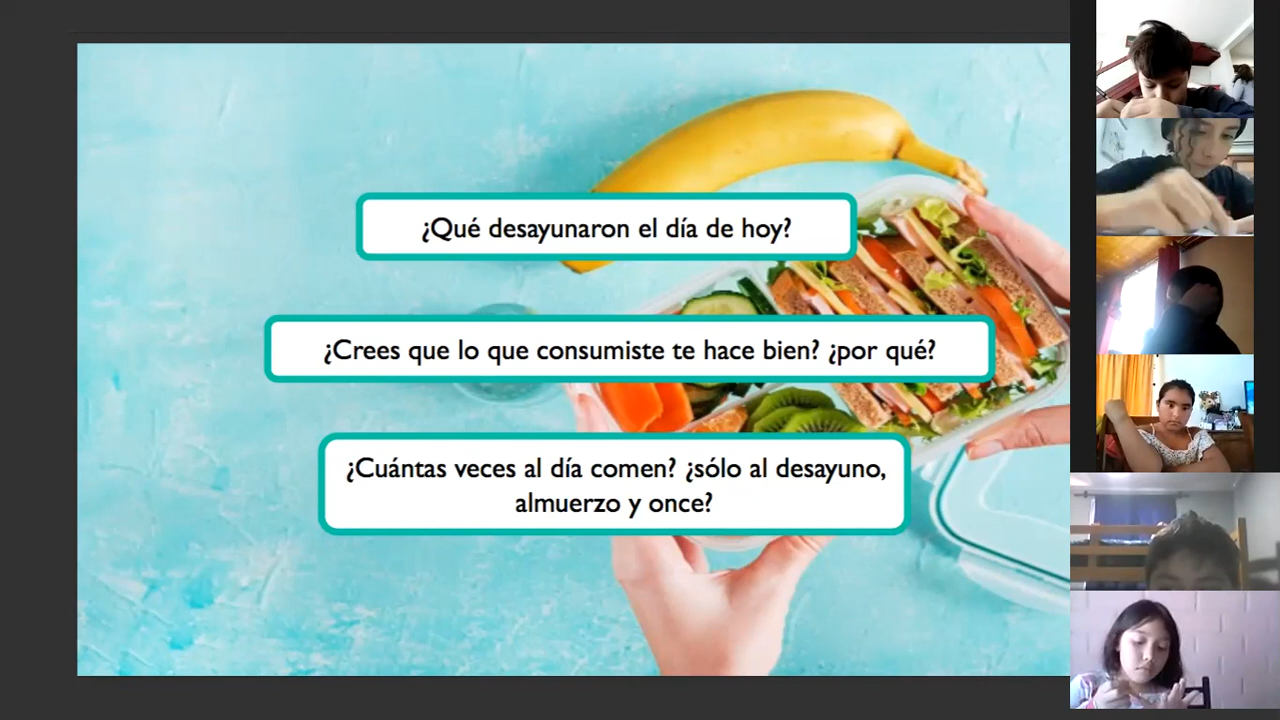 ¿Qué desayunaron el día de hoy?
¿Crees que lo que consumiste te hace bien? ¿por qué?
¿Cuántas veces al día comen? ¿sólo al desayuno,
almuerzo y once?